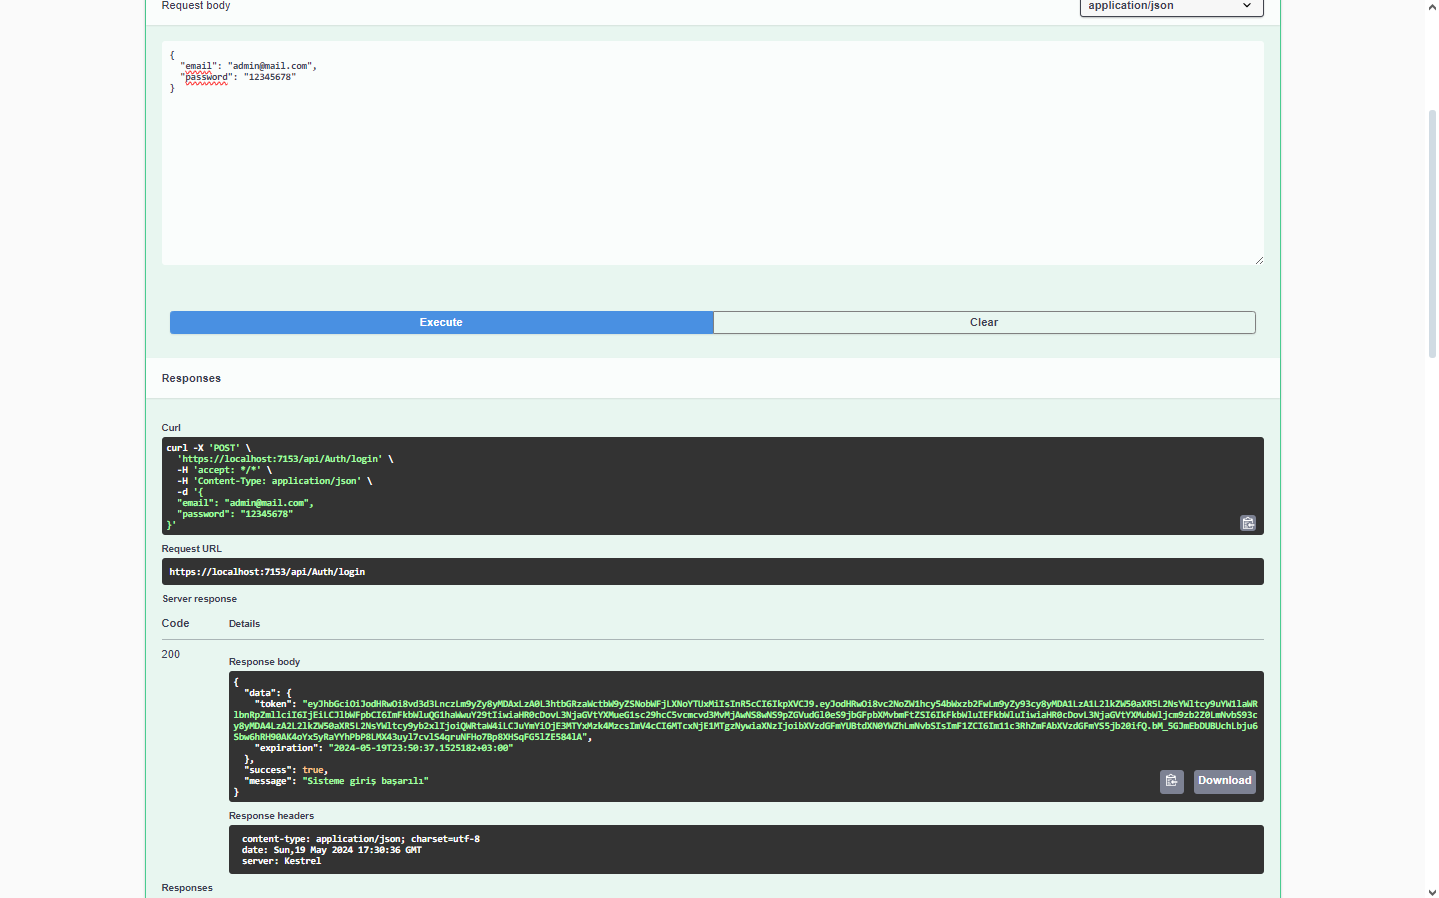 Request body
application/json
{
"email": "admin@mail.com",
"password": "12345678"
}
Execute
Clear
Responses
Curl
curl -X 'POST' \
'https://localhost:7153/api/Auth/login' \
-H 'accept: */*' \
-H 'Content-Type: application/json' \
-d '{
"email": "admin@mail.com",
"password": "12345678"
}'
Request URL
https://localhost:7153/api/Auth/login
Server response
Code
Details
200
Response body
{
"data": {
"token":
"expiration": "2024-05-19T23:50:37.1525182+03:00"
},
"success": true,
"message": "Sisteme giriş başarılı"
}
Download
Response headers
content-type: application/json; charset=utf-8
date: Sun,19 May 2024 17:30:36 GMT
server: Kestrel
Responses